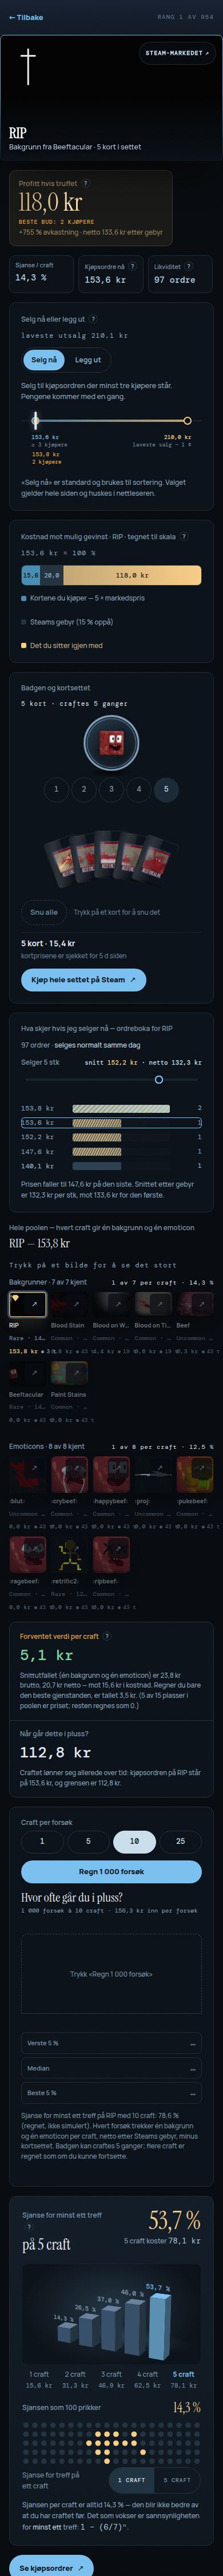 ← Tilbake
RANG 1 AV 954
STEAM-MARKEDET ↗
RIP
Bakgrunn fra Beeftacular · 5 kort i settet
Profitt hvis truffet ?
118,0 kr
BESTE BUD: 2 KJØPERE
+755 % avkastning · netto 133,6 kr etter gebyr
Sjanse / craft
14,3 %
Kjøpsordre nå ?
153,6 kr
Likviditet ?
97 ordre
Selg nå eller legg ut ?
laveste utsalg 210,1 kr
Selg nå
Legg ut
Selg til kjøpsordren der minst tre kjøpere står.
Pengene kommer med en gang.
153,6 kr
≥ 3 kjøpere
153,8 kr
2 kjøpere
210,0 kr
laveste salg − 1 ¢
«Selg nå» er standard og brukes til sortering. Valget
gjelder hele siden og huskes i nettleseren.
Kostnad mot mulig gevinst · RIP · tegnet til skala ?
153,6 kr = 100 %
15,6
20,0
118,0 kr
Kortene du kjøper — 5 × markedspris
Steams gebyr (15 % oppå)
Det du sitter igjen med
Badgen og kortsettet
5 kort · craftes 5 ganger
1
2
3
4
5
Snu alle
Trykk på et kort for å snu det
5 kort · 15,4 kr
kortprisene er sjekket for 5 d siden
Kjøp hele settet på Steam ↗
Hva skjer hvis jeg selger nå — ordreboka for RIP
97 ordre · selges normalt samme dag
Selger 5 stk
snitt 152,2 kr · netto 132,3 kr
153,8 kr 2
153,6 kr 1
152,2 kr 1
147,6 kr 1
140,1 kr 1
Prisen faller til 147,6 kr på den siste. Snittet etter gebyr
er 132,3 kr per stk, mot 133,6 kr for den første.
Hele poolen — hvert craft gir én bakgrunn og én emoticon
RIP — 153,8 kr
Trykk på et bilde for å se det stort
Bakgrunner · 7 av 7 kjent
1 av 7 per craft · 14,3 %
RIP
Blood Stain
Blood on W…
Blood on Ti…
Beef
Rare · 14…
Common · …
Common · …
Common · …
Uncommon …
153,8 kr
Beeftacular
Paint Stains
Rare · 14…
Common · …
Emoticons · 8 av 8 kjent
1 av 8 per craft · 12,5 %
:blut:
:crybeef:
:happybeef:
:proj:
:pukebeef:
Uncommon …
Common · …
Common · …
Uncommon …
Common · …
:ragebeef:
:retrific2:
:ripbeef:
Common · …
Rare · 12…
Common · …
Forventet verdi per craft ?
5,1 kr
Snittutfallet (én bakgrunn og én emoticon) er 23,8 kr
brutto, 20,7 kr netto — mot 15,6 kr i kostnad. Regner du kun
den beste gjenstanden, er tallet 3,5 kr. (5 av 15 plasser i
poolen er priset; resten regnes som 0.)
Når går dette i pluss?
112,8 kr
Craftet lønner seg allerede over tid: kjøpsordren på RIP står
på 153,6 kr, og grensen er 112,8 kr.
Craft per forsøk
1
5
10
25
Regn 1 000 forsøk
Hvor ofte går du i pluss?
1 000 forsøk à 10 craft · 156,3 kr inn per forsøk
Trykk «Regn 1 000 forsøk»
Verste 5 % …
Median …
Beste 5 % …
Sjanse for minst ett treff på RIP med 10 craft: 78,6 %
(regnet, ikke simulert). Hvert forsøk trekker én bakgrunn
og én emoticon per craft, netto etter Steams gebyr, minus
kortsettet. Badgen kan craftes 5 ganger; flere craft er
regnet som om du kunne fortsette.
Sjanse for minst ett treff
?
på 5 craft
53,7 %
5 craft koster 78,1 kr
14,3 %
26,5 %
37,0 %
46,0 %
53,7 %
1 craft
2 craft
3 craft
4 craft
5 craft
15,6 kr
31,3 kr
46,9 kr
62,5 kr
78,1 kr
Sjansen som 100 prikker
14,3 %
Sjanse for treff på
ett craft
1 CRAFT
5 CRAFT
Sjansen per craft er alltid 14,3 % — den blir ikke bedre av
at du har craftet før. Det som vokser er sannsynligheten
for minst ett treff: 1 − (6/7)ⁿ.
Se kjøpsordrer ↗